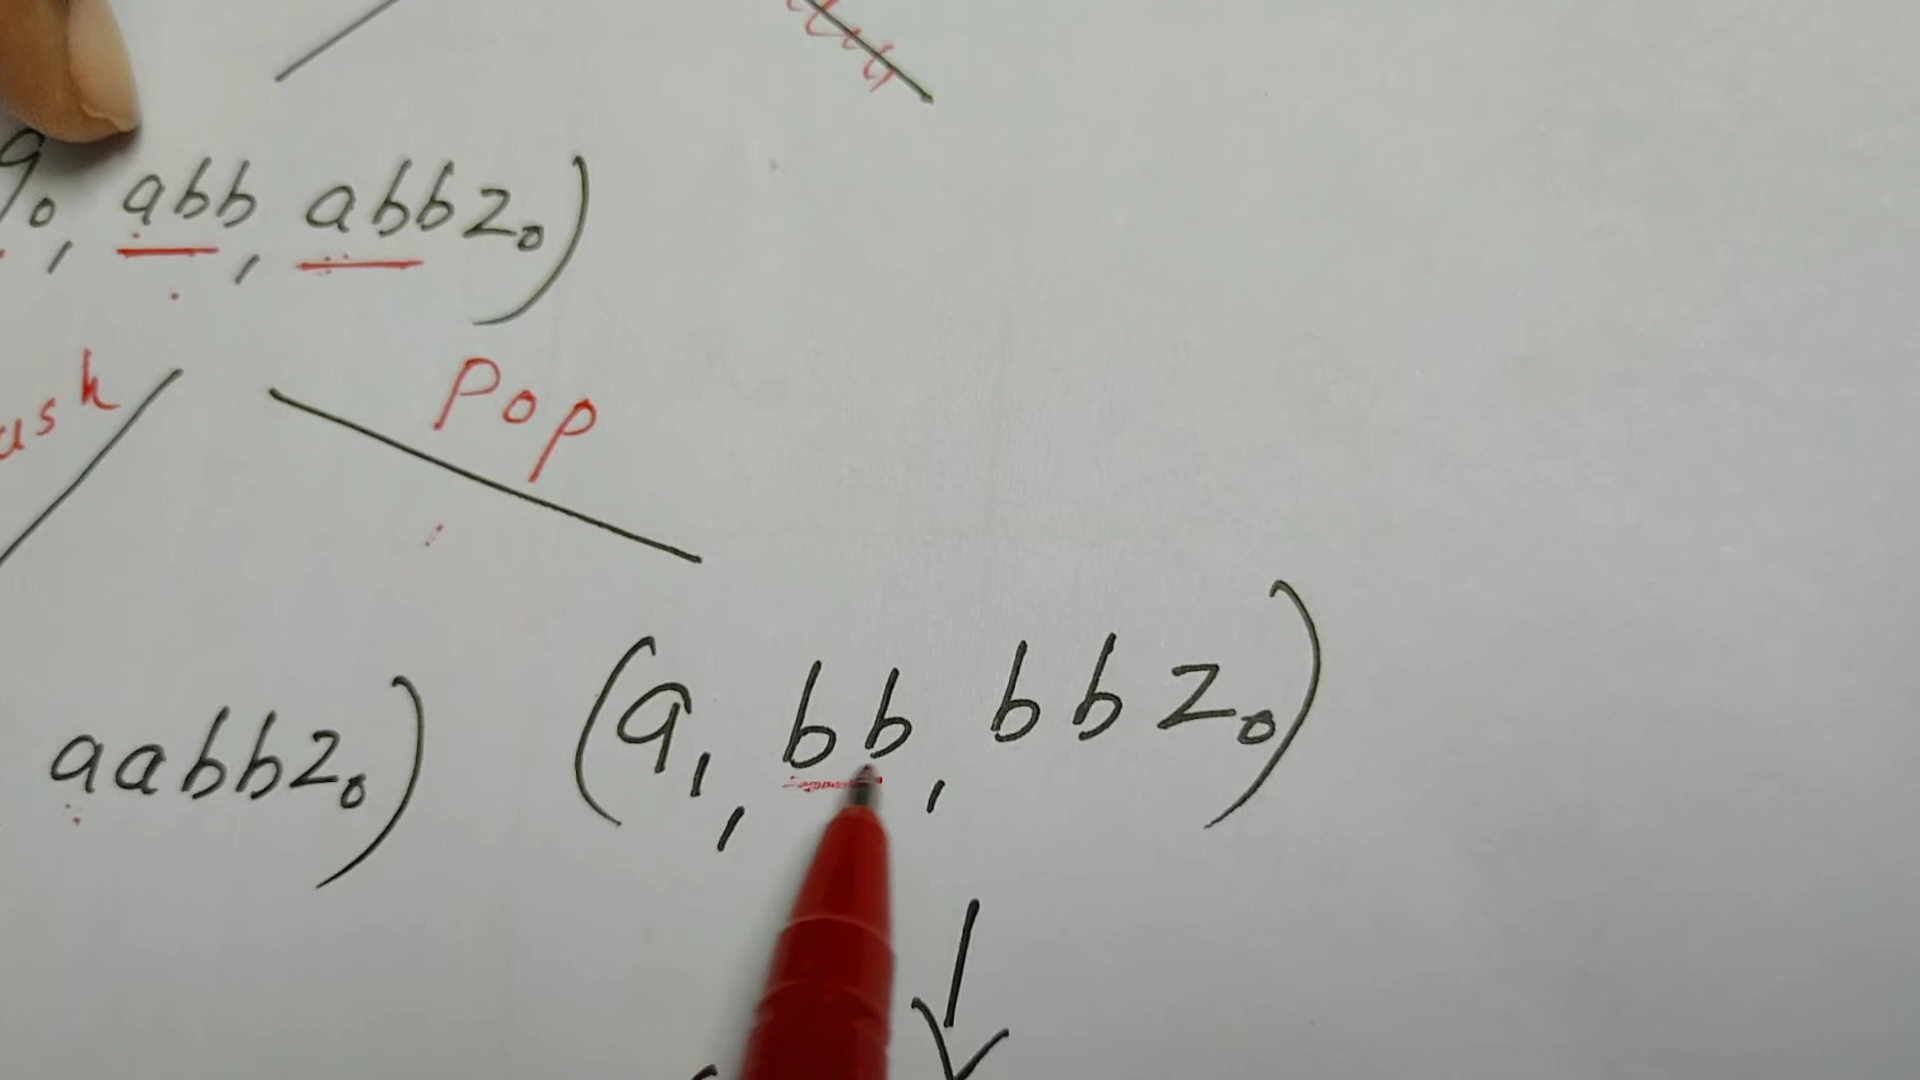 q₀, abb, abbz₀)
ush
Pop
aabbz₀)
(q₁, bb, bbz₀)